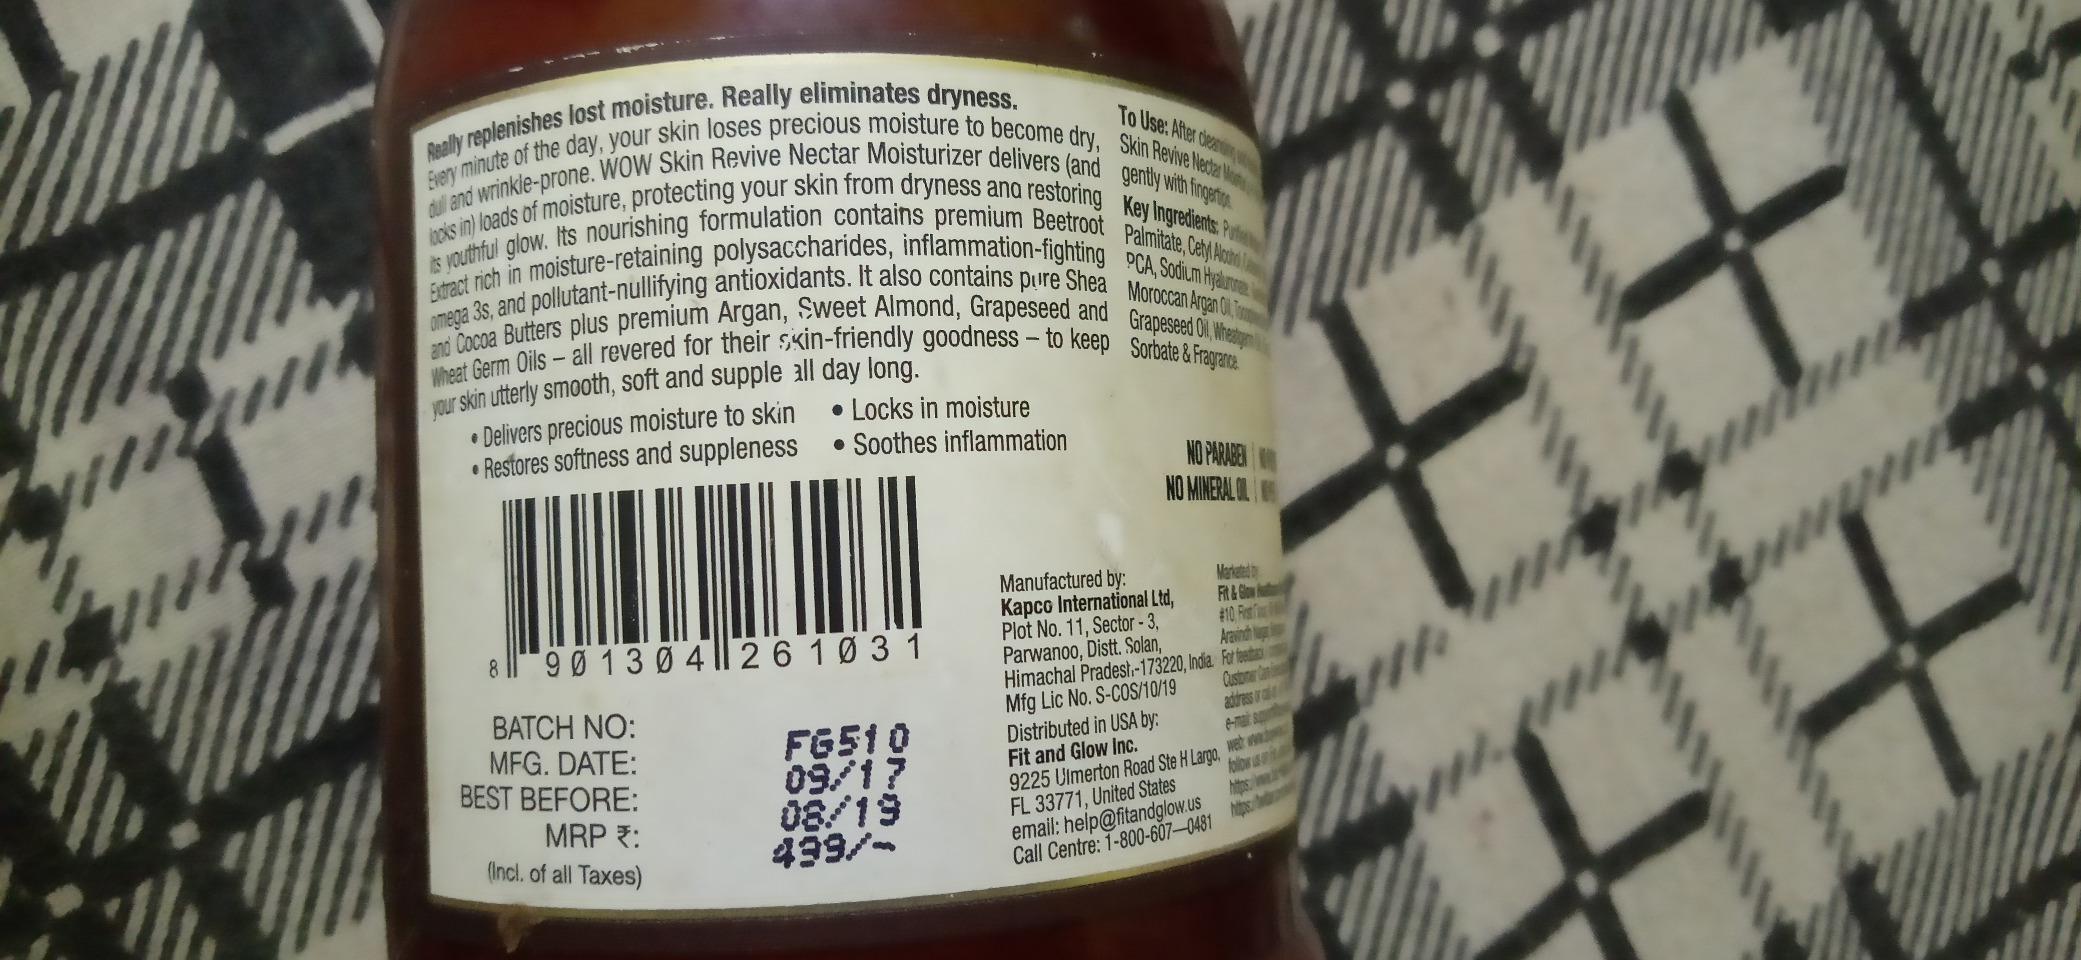 Really replenishes lost moisture. Really eliminates dryness.
Every minute of the day, your skin loses precious moisture to become dry,
dull and wrinkle-prone. WOW Skin Revive Nectar Moisturizer delivers (and
locks in) loads of moisture, protecting your skin from dryness and restoring
its youthful glow. Its nourishing formulation contains premium Beetroot
Extract rich in moisture-retaining polysaccharides, inflammation-fighting
omega 3s, and pollutant-nullifying antioxidants. It also contains pure Shea
and Cocoa Butters plus premium Argan, Sweet Almond, Grapeseed and
Wheat Germ Oils – all revered for their skin-friendly goodness – to keep
your skin utterly smooth, soft and supple all day long.
• Delivers precious moisture to skin • Locks in moisture
• Restores softness and suppleness • Soothes inflammation
8 901304 261031
BATCH NO: FG510
MFG. DATE: 09/17
BEST BEFORE: 08/19
MRP ₹: 499/-
(Incl. of all Taxes)
To Use: After cleansing
Skin Revive Nectar
gently with fingertips.
Key Ingredients:
Palmitate, Cetyl Alcohol
PCA, Sodium
Moroccan Argan Oil,
Grapeseed Oil,
Sorbate & Fragrance.
NO PARABEN
NO MINERAL OIL
Manufactured by:
Kapco International Ltd,
Plot No. 11, Sector - 3,
Parwanoo, Distt. Solan,
Himachal Pradesh-173220, India.
Mfg Lic No. S-COS/10/19
Distributed in USA by:
Fit and Glow Inc.
9225 Ulmerton Road Ste H Largo,
FL 33771, United States
email: help@fitandglow.us
Call Centre: 1-800-607—0481
Marketed by
Fit & Glow
#10, First
For feedback
Customer
address or
e-mail:
web:
follow us